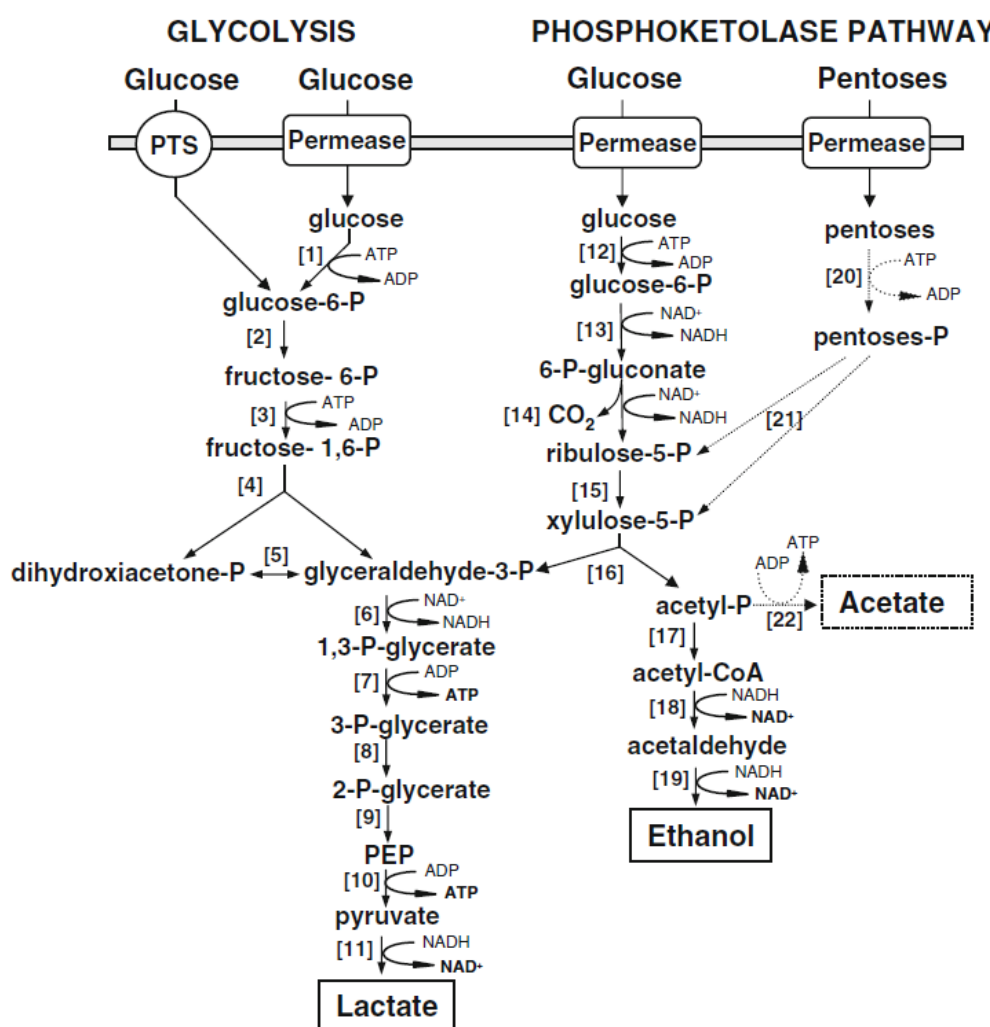 GLYCOLYSIS
PHOSPHOKETOLASE PATHWAY
Glucose
Glucose
Glucose
Pentoses
PTS
Permease
Permease
Permease
glucose
glucose
pentoses
[1]
ATP
ADP
[12]
ATP
ADP
[20]
ATP
ADP
glucose-6-P
glucose-6-P
[2]
[13]
NAD+
NADH
pentoses-P
fructose- 6-P
6-P-gluconate
[3]
ATP
ADP
[14] CO2
NAD+
NADH
[21]
fructose- 1,6-P
ribulose-5-P
[4]
[15]
xylulose-5-P
dihydroxiacetone-P
[5]
glyceraldehyde-3-P
[16]
ADP
ATP
[6]
NAD+
NADH
acetyl-P
[22]
Acetate
1,3-P-glycerate
[17]
[7]
ADP
ATP
acetyl-CoA
3-P-glycerate
[18]
NADH
NAD+
[8]
acetaldehyde
2-P-glycerate
[19]
NADH
NAD+
[9]
Ethanol
PEP
[10]
ADP
ATP
pyruvate
[11]
NADH
NAD+
Lactate